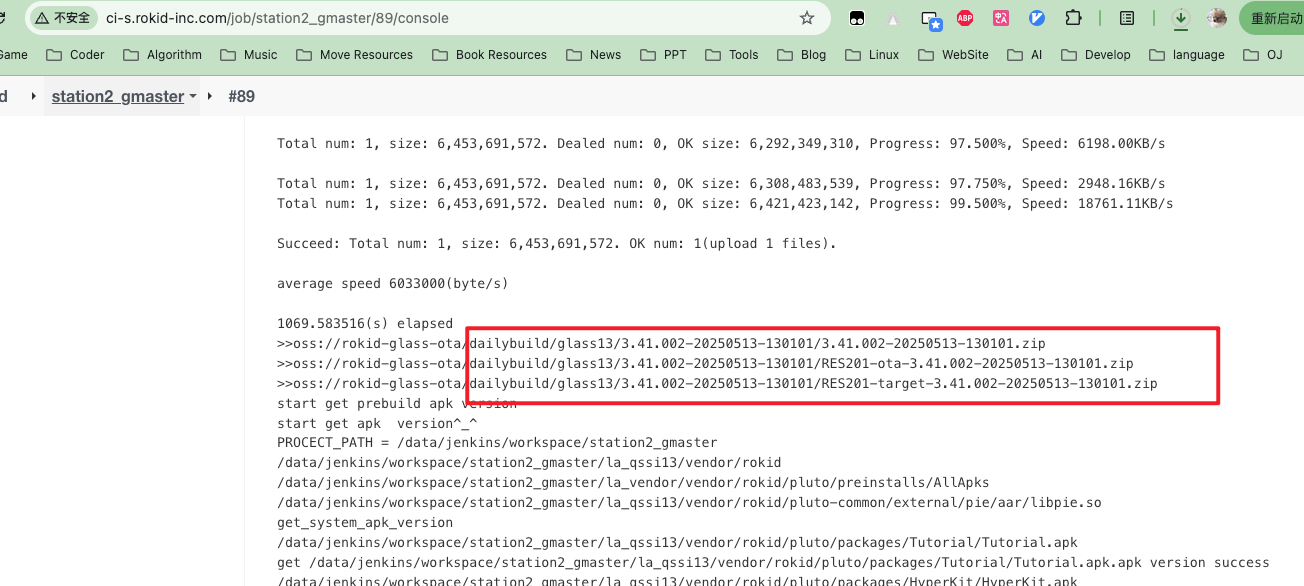 不安全 ci-s.rokid-inc.com/job/station2_gmaster/89/console ABP 重新启动
Game Coder Algorithm Music Move Resources Book Resources News PPT Tools Blog Linux WebSite AI Develop language OJ
d station2_gmaster #89
Total num: 1, size: 6,453,691,572. Dealed num: 0, OK size: 6,292,349,310, Progress: 97.500%, Speed: 6198.00KB/s
Total num: 1, size: 6,453,691,572. Dealed num: 0, OK size: 6,308,483,539, Progress: 97.750%, Speed: 2948.16KB/s
Total num: 1, size: 6,453,691,572. Dealed num: 0, OK size: 6,421,423,142, Progress: 99.500%, Speed: 18761.11KB/s
Succeed: Total num: 1, size: 6,453,691,572. OK num: 1(upload 1 files).
average speed 6033000(byte/s)
1069.583516(s) elapsed
>>oss://rokid-glass-ota/dailybuild/glass13/3.41.002-20250513-130101/3.41.002-20250513-130101.zip
>>oss://rokid-glass-ota/dailybuild/glass13/3.41.002-20250513-130101/RES201-ota-3.41.002-20250513-130101.zip
>>oss://rokid-glass-ota/dailybuild/glass13/3.41.002-20250513-130101/RES201-target-3.41.002-20250513-130101.zip
start get prebuild apk version
start get apk  version^_^
PROCECT_PATH = /data/jenkins/workspace/station2_gmaster
/data/jenkins/workspace/station2_gmaster/la_qssi13/vendor/rokid
/data/jenkins/workspace/station2_gmaster/la_vendor/vendor/rokid/pluto/preinstalls/AllApks
/data/jenkins/workspace/station2_gmaster/la_qssi13/vendor/rokid/pluto-common/external/pie/aar/libpie.so
get_system_apk_version
/data/jenkins/workspace/station2_gmaster/la_qssi13/vendor/rokid/pluto/packages/Tutorial/Tutorial.apk
get /data/jenkins/workspace/station2_gmaster/la_qssi13/vendor/rokid/pluto/packages/Tutorial/Tutorial.apk.apk version success
/data/jenkins/workspace/station2_gmaster/la_qssi13/vendor/rokid/pluto/packages/HyperKit/HyperKit.apk